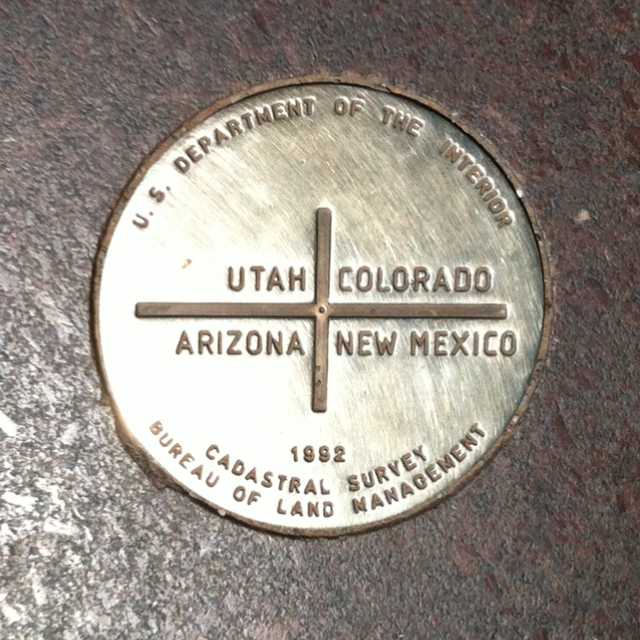 U.S. DEPARTMENT OF THE INTERIOR
UTAH COLORADO
ARIZONA NEW MEXICO
1992
CADASTRAL SURVEY
BUREAU OF LAND MANAGEMENT